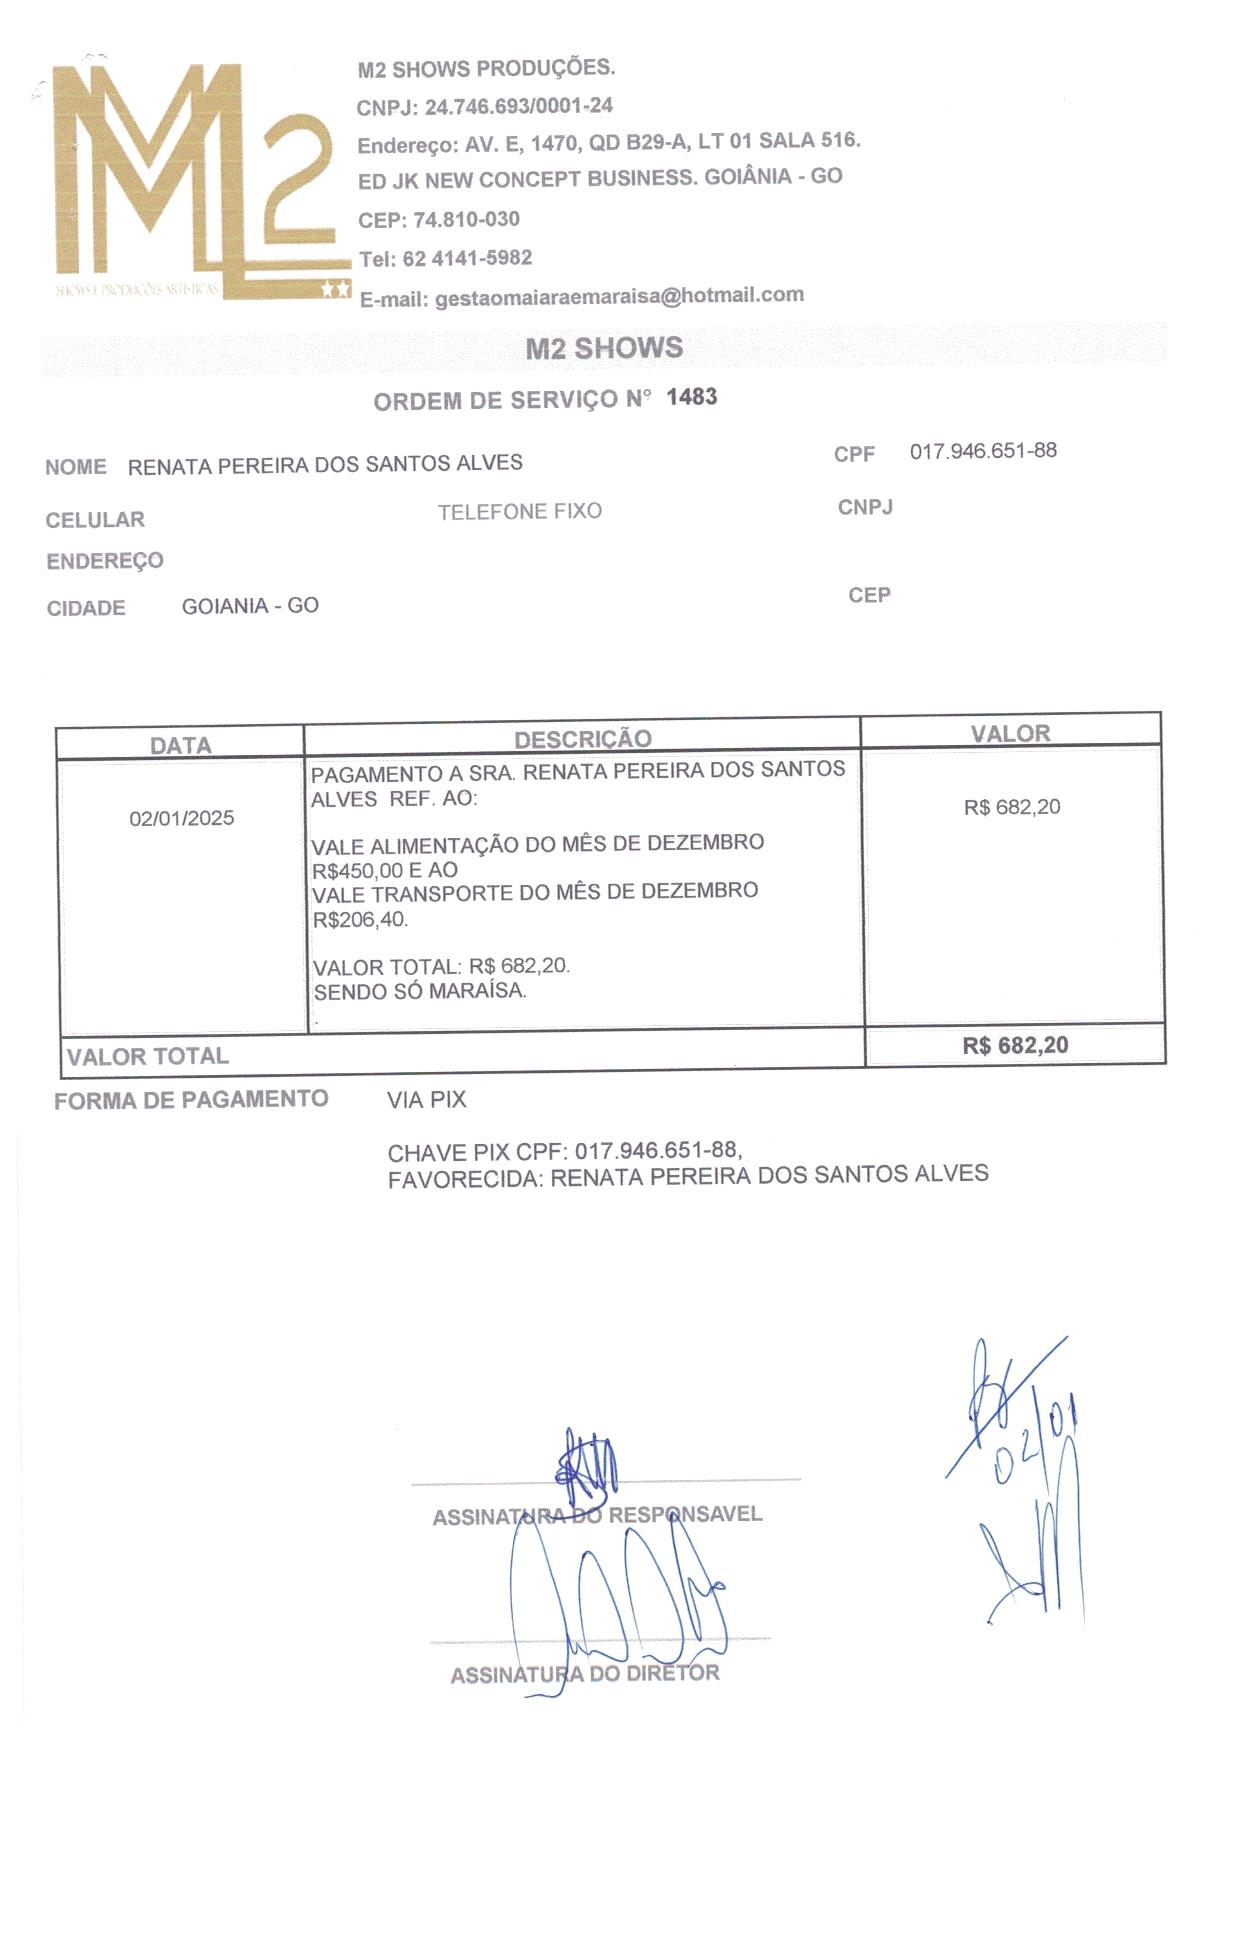 M2
SHOWS E PRODUÇÕES ARTÍSTICAS
M2 SHOWS PRODUÇÕES.
CNPJ: 24.746.693/0001-24
Endereço: AV. E, 1470, QD B29-A, LT 01 SALA 516.
ED JK NEW CONCEPT BUSINESS. GOIÂNIA - GO
CEP: 74.810-030
Tel: 62 4141-5982
E-mail: gestaomaiaraemaraisa@hotmail.com
M2 SHOWS
ORDEM DE SERVIÇO N° 1483
NOME RENATA PEREIRA DOS SANTOS ALVES CPF 017.946.651-88
CELULAR TELEFONE FIXO CNPJ
ENDEREÇO
CIDADE GOIANIA - GO CEP
DATA DESCRIÇÃO VALOR
02/01/2025
PAGAMENTO A SRA. RENATA PEREIRA DOS SANTOS
ALVES REF. AO:
VALE ALIMENTAÇÃO DO MÊS DE DEZEMBRO
R$450,00 E AO
VALE TRANSPORTE DO MÊS DE DEZEMBRO
R$206,40.
VALOR TOTAL: R$ 682,20.
SENDO SÓ MARAÍSA.
.
R$ 682,20
VALOR TOTAL R$ 682,20
FORMA DE PAGAMENTO VIA PIX
CHAVE PIX CPF: 017.946.651-88,
FAVORECIDA: RENATA PEREIRA DOS SANTOS ALVES
02/01
ASSINATURA DO RESPONSAVEL
ASSINATURA DO DIRETOR